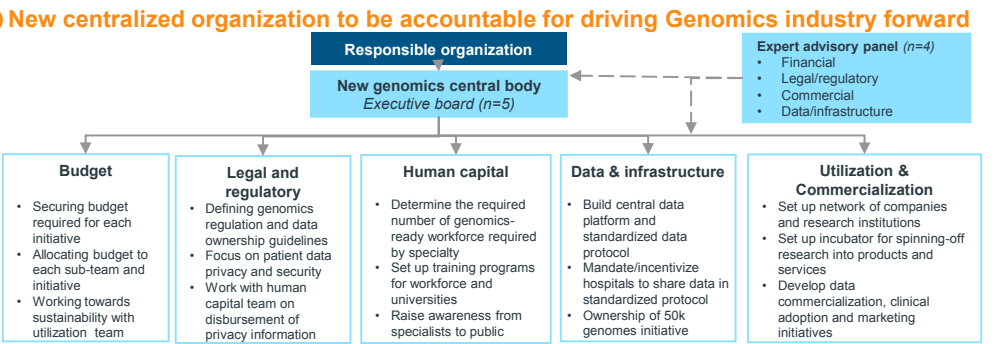 ) New centralized organization to be accountable for driving Genomics industry forward
Responsible organization
New genomics central body
Executive board (n=5)
Expert advisory panel (n=4)
• Financial
• Legal/regulatory
• Commercial
• Data/infrastructure
Budget
• Securing budget
required for each
initiative
• Allocating budget to
each sub-team and
initiative
• Working towards
sustainability with
utilization team
Legal and
regulatory
• Defining genomics
regulation and data
ownership guidelines
• Focus on patient data
privacy and security
• Work with human
capital team on
disbursement of
privacy information
Human capital
• Determine the required
number of genomics-
ready workforce required
by specialty
• Set up training programs
for workforce and
universities
• Raise awareness from
specialists to public
Data & infrastructure
• Build central data
platform and
standardized data
protocol
• Mandate/incentivize
hospitals to share data in
standardized protocol
• Ownership of 50k
genomes initiative
Utilization &
Commercialization
• Set up network of companies
and research institutions
• Set up incubator for spinning-off
research into products and
services
• Develop data
commercialization, clinical
adoption and marketing
initiatives